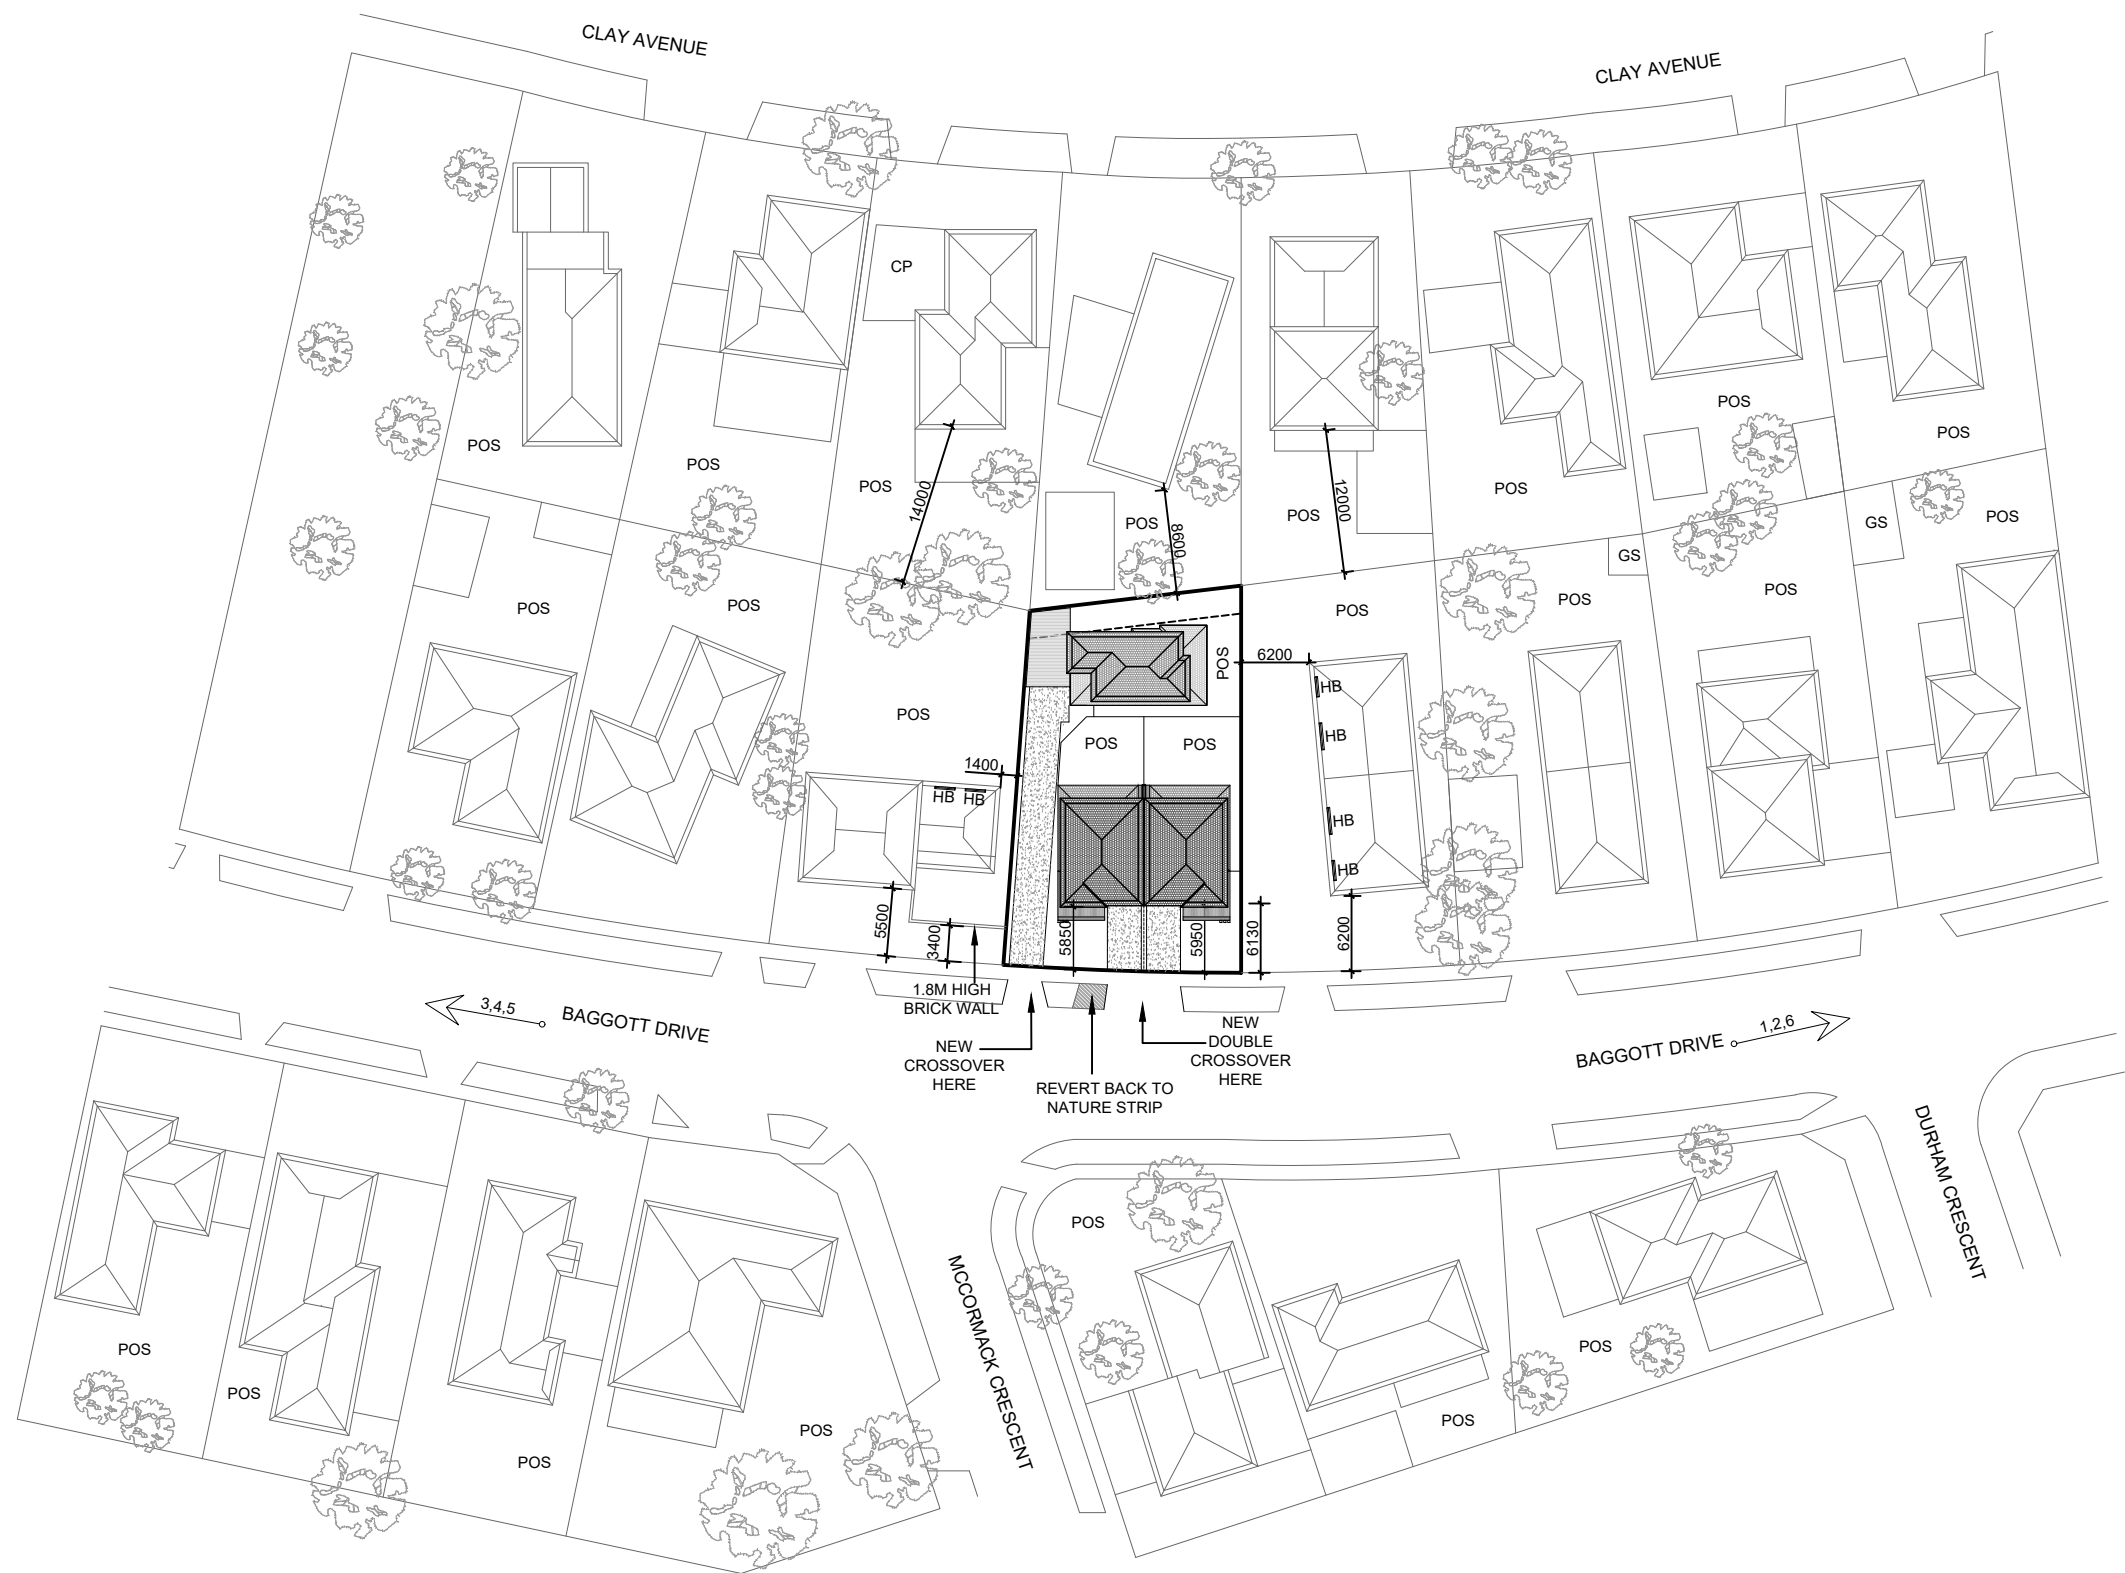 CLAY AVENUE
CLAY AVENUE
CP
POS
POS
POS
14000
POS
8600
POS
12000
POS
POS
POS
GS
POS
GS
POS
POS
POS
POS
POS
POS
POS
6200
POS
HB
HB
HB
HB
POS
POS
1400
HB
HB
5500
3400
5850
5950
6130
6200
1.8M HIGH
BRICK WALL
NEW
CROSSOVER
HERE
REVERT BACK TO
NATURE STRIP
NEW
DOUBLE
CROSSOVER
HERE
3,4,5
BAGGOTT DRIVE
BAGGOTT DRIVE
1,2,6
DURHAM CRESCENT
MCCORMACK CRESCENT
POS
POS
POS
POS
POS
POS
POS